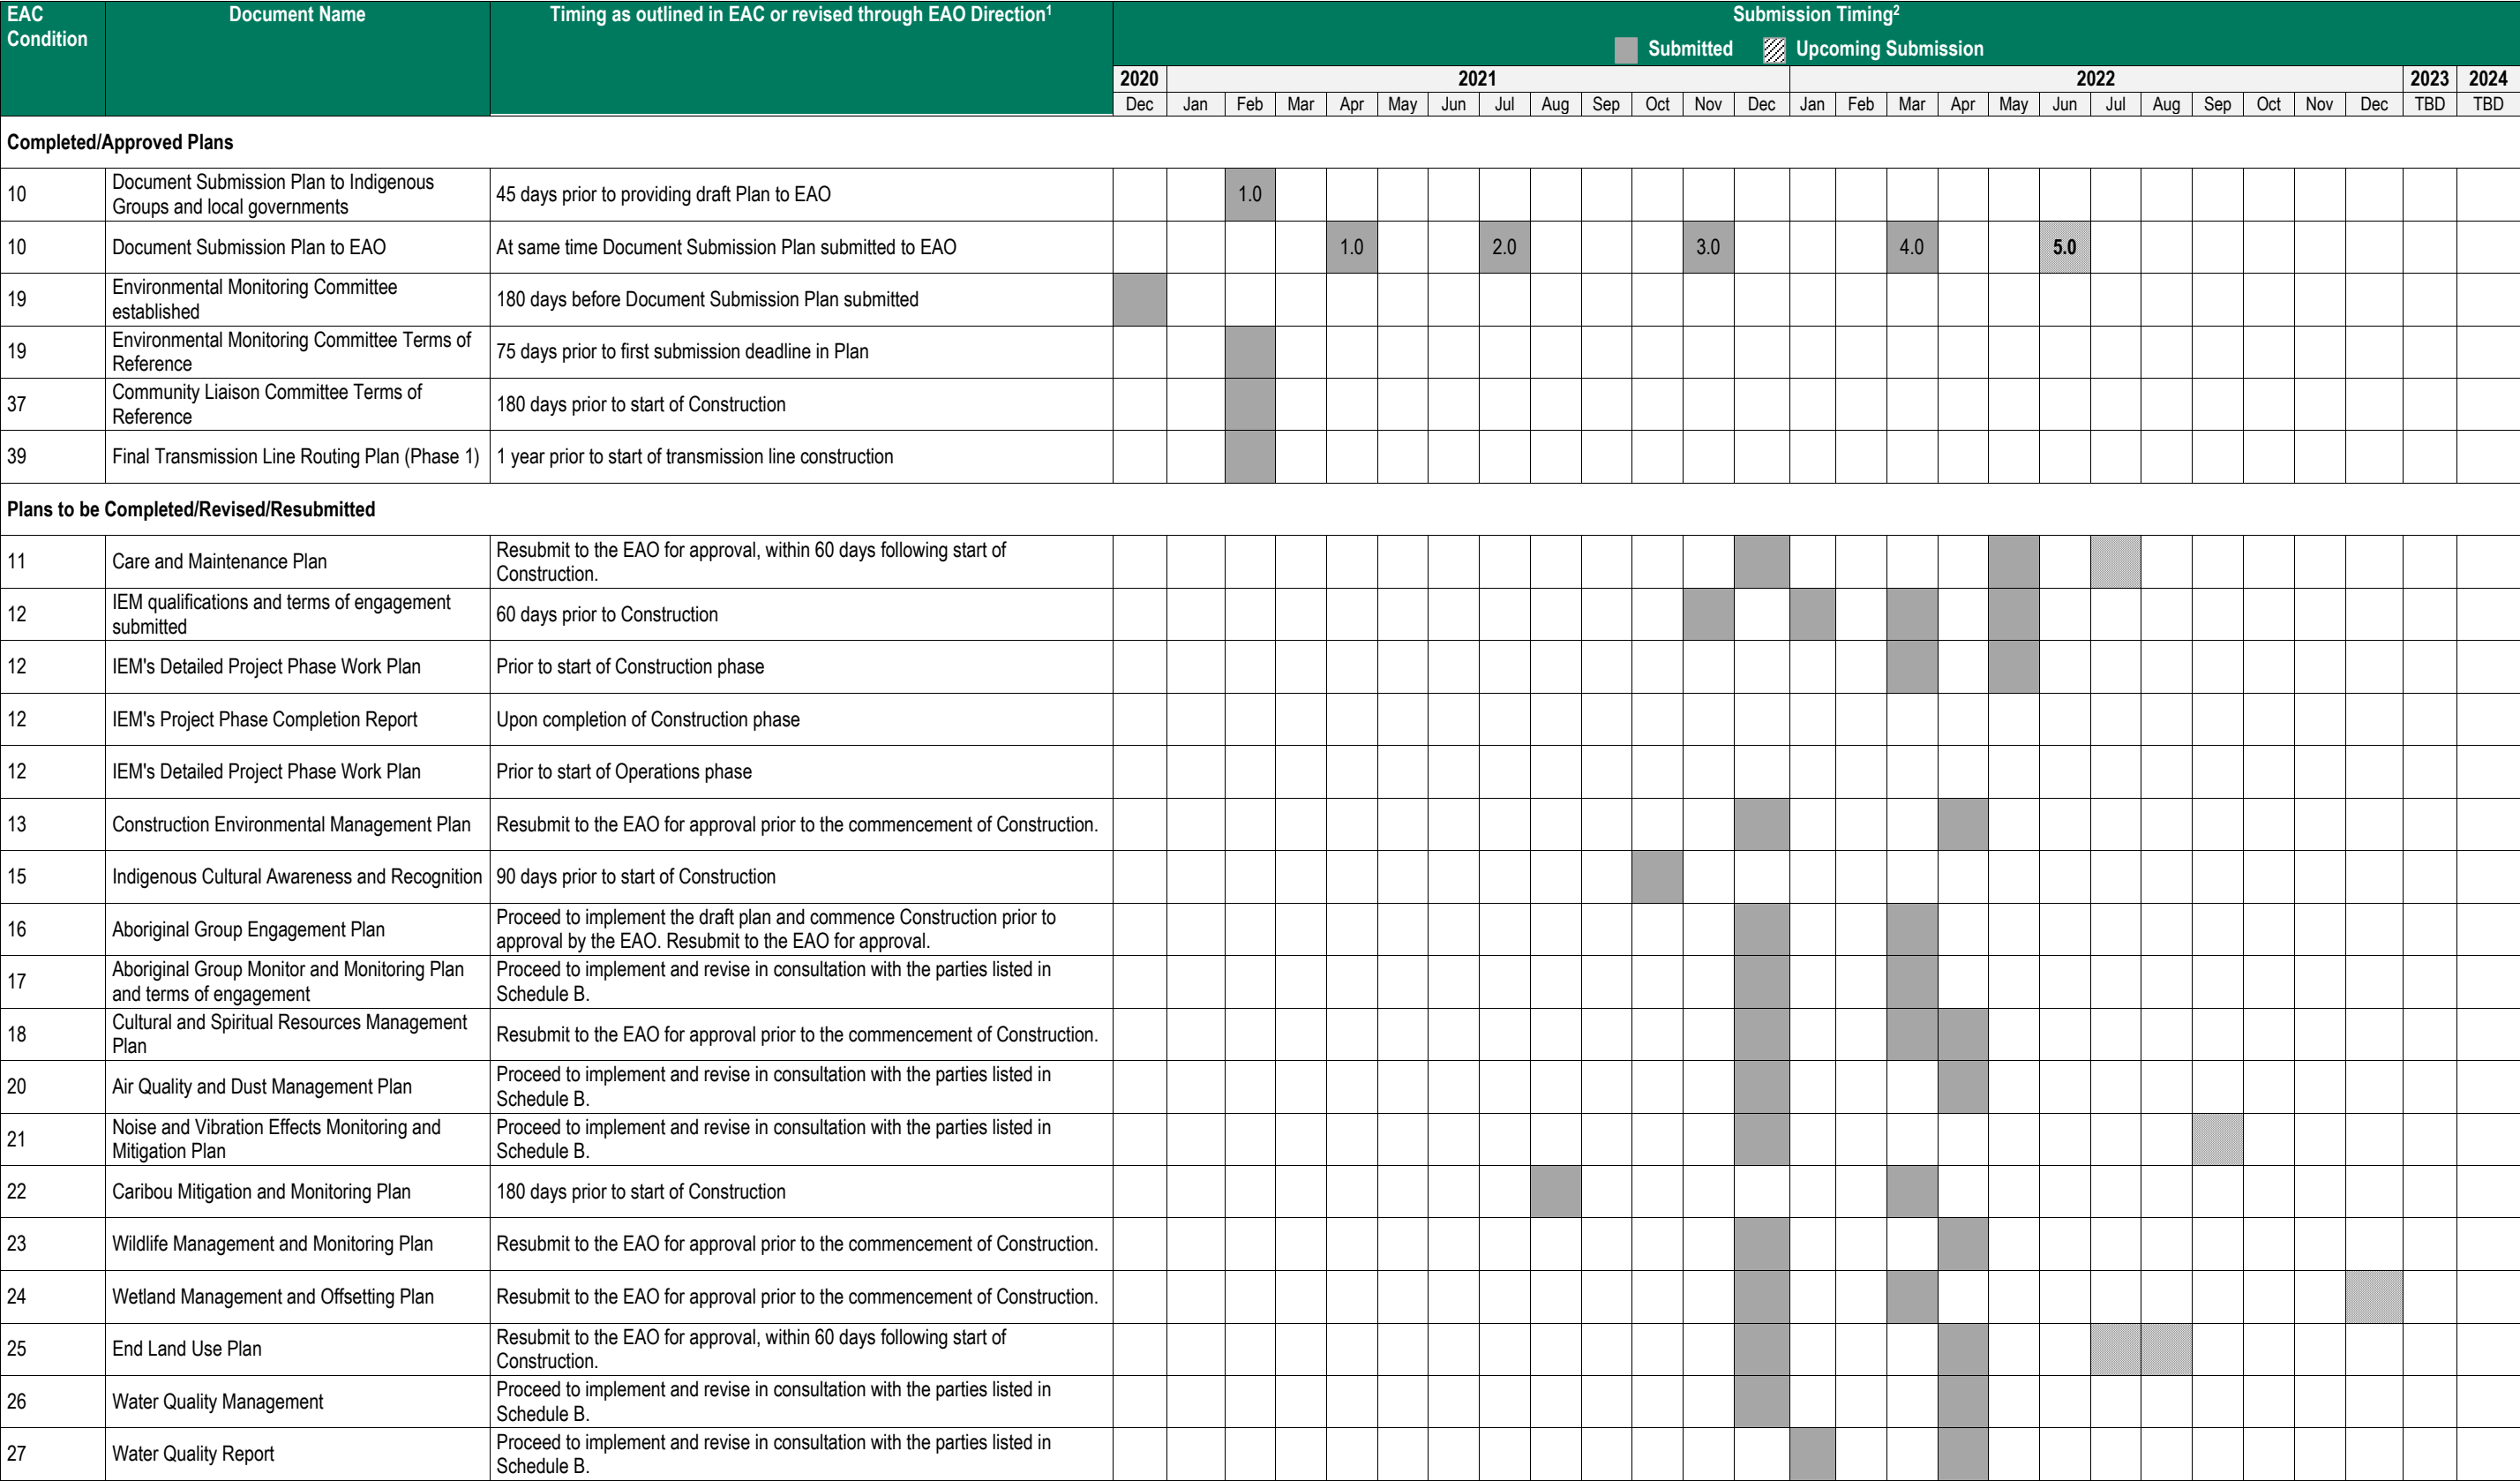 EAC Condition	Document Name	Timing as outlined in EAC or revised through EAO Direction1	Submission Timing2
Submitted	Upcoming Submission
2020	2021	2022	2023	2024
Dec	Jan	Feb	Mar	Apr	May	Jun	Jul	Aug	Sep	Oct	Nov	Dec	Jan	Feb	Mar	Apr	May	Jun	Jul	Aug	Sep	Oct	Nov	Dec	TBD	TBD
Completed/Approved Plans
10	Document Submission Plan to Indigenous Groups and local governments	45 days prior to providing draft Plan to EAO	1.0
10	Document Submission Plan to EAO	At same time Document Submission Plan submitted to EAO	1.0	2.0	3.0	4.0	5.0
19	Environmental Monitoring Committee established	180 days before Document Submission Plan submitted
19	Environmental Monitoring Committee Terms of Reference	75 days prior to first submission deadline in Plan
37	Community Liaison Committee Terms of Reference	180 days prior to start of Construction
39	Final Transmission Line Routing Plan (Phase 1)	1 year prior to start of transmission line construction
Plans to be Completed/Revised/Resubmitted
11	Care and Maintenance Plan	Resubmit to the EAO for approval, within 60 days following start of Construction.
12	IEM qualifications and terms of engagement submitted	60 days prior to Construction
12	IEM's Detailed Project Phase Work Plan	Prior to start of Construction phase
12	IEM's Project Phase Completion Report	Upon completion of Construction phase
12	IEM's Detailed Project Phase Work Plan	Prior to start of Operations phase
13	Construction Environmental Management Plan	Resubmit to the EAO for approval prior to the commencement of Construction.
15	Indigenous Cultural Awareness and Recognition	90 days prior to start of Construction
16	Aboriginal Group Engagement Plan	Proceed to implement the draft plan and commence Construction prior to approval by the EAO. Resubmit to the EAO for approval.
17	Aboriginal Group Monitor and Monitoring Plan and terms of engagement	Proceed to implement and revise in consultation with the parties listed in Schedule B.
18	Cultural and Spiritual Resources Management Plan	Resubmit to the EAO for approval prior to the commencement of Construction.
20	Air Quality and Dust Management Plan	Proceed to implement and revise in consultation with the parties listed in Schedule B.
21	Noise and Vibration Effects Monitoring and Mitigation Plan	Proceed to implement and revise in consultation with the parties listed in Schedule B.
22	Caribou Mitigation and Monitoring Plan	180 days prior to start of Construction
23	Wildlife Management and Monitoring Plan	Resubmit to the EAO for approval prior to the commencement of Construction.
24	Wetland Management and Offsetting Plan	Resubmit to the EAO for approval prior to the commencement of Construction.
25	End Land Use Plan	Resubmit to the EAO for approval, within 60 days following start of Construction.
26	Water Quality Management	Proceed to implement and revise in consultation with the parties listed in Schedule B.
27	Water Quality Report	Proceed to implement and revise in consultation with the parties listed in Schedule B.